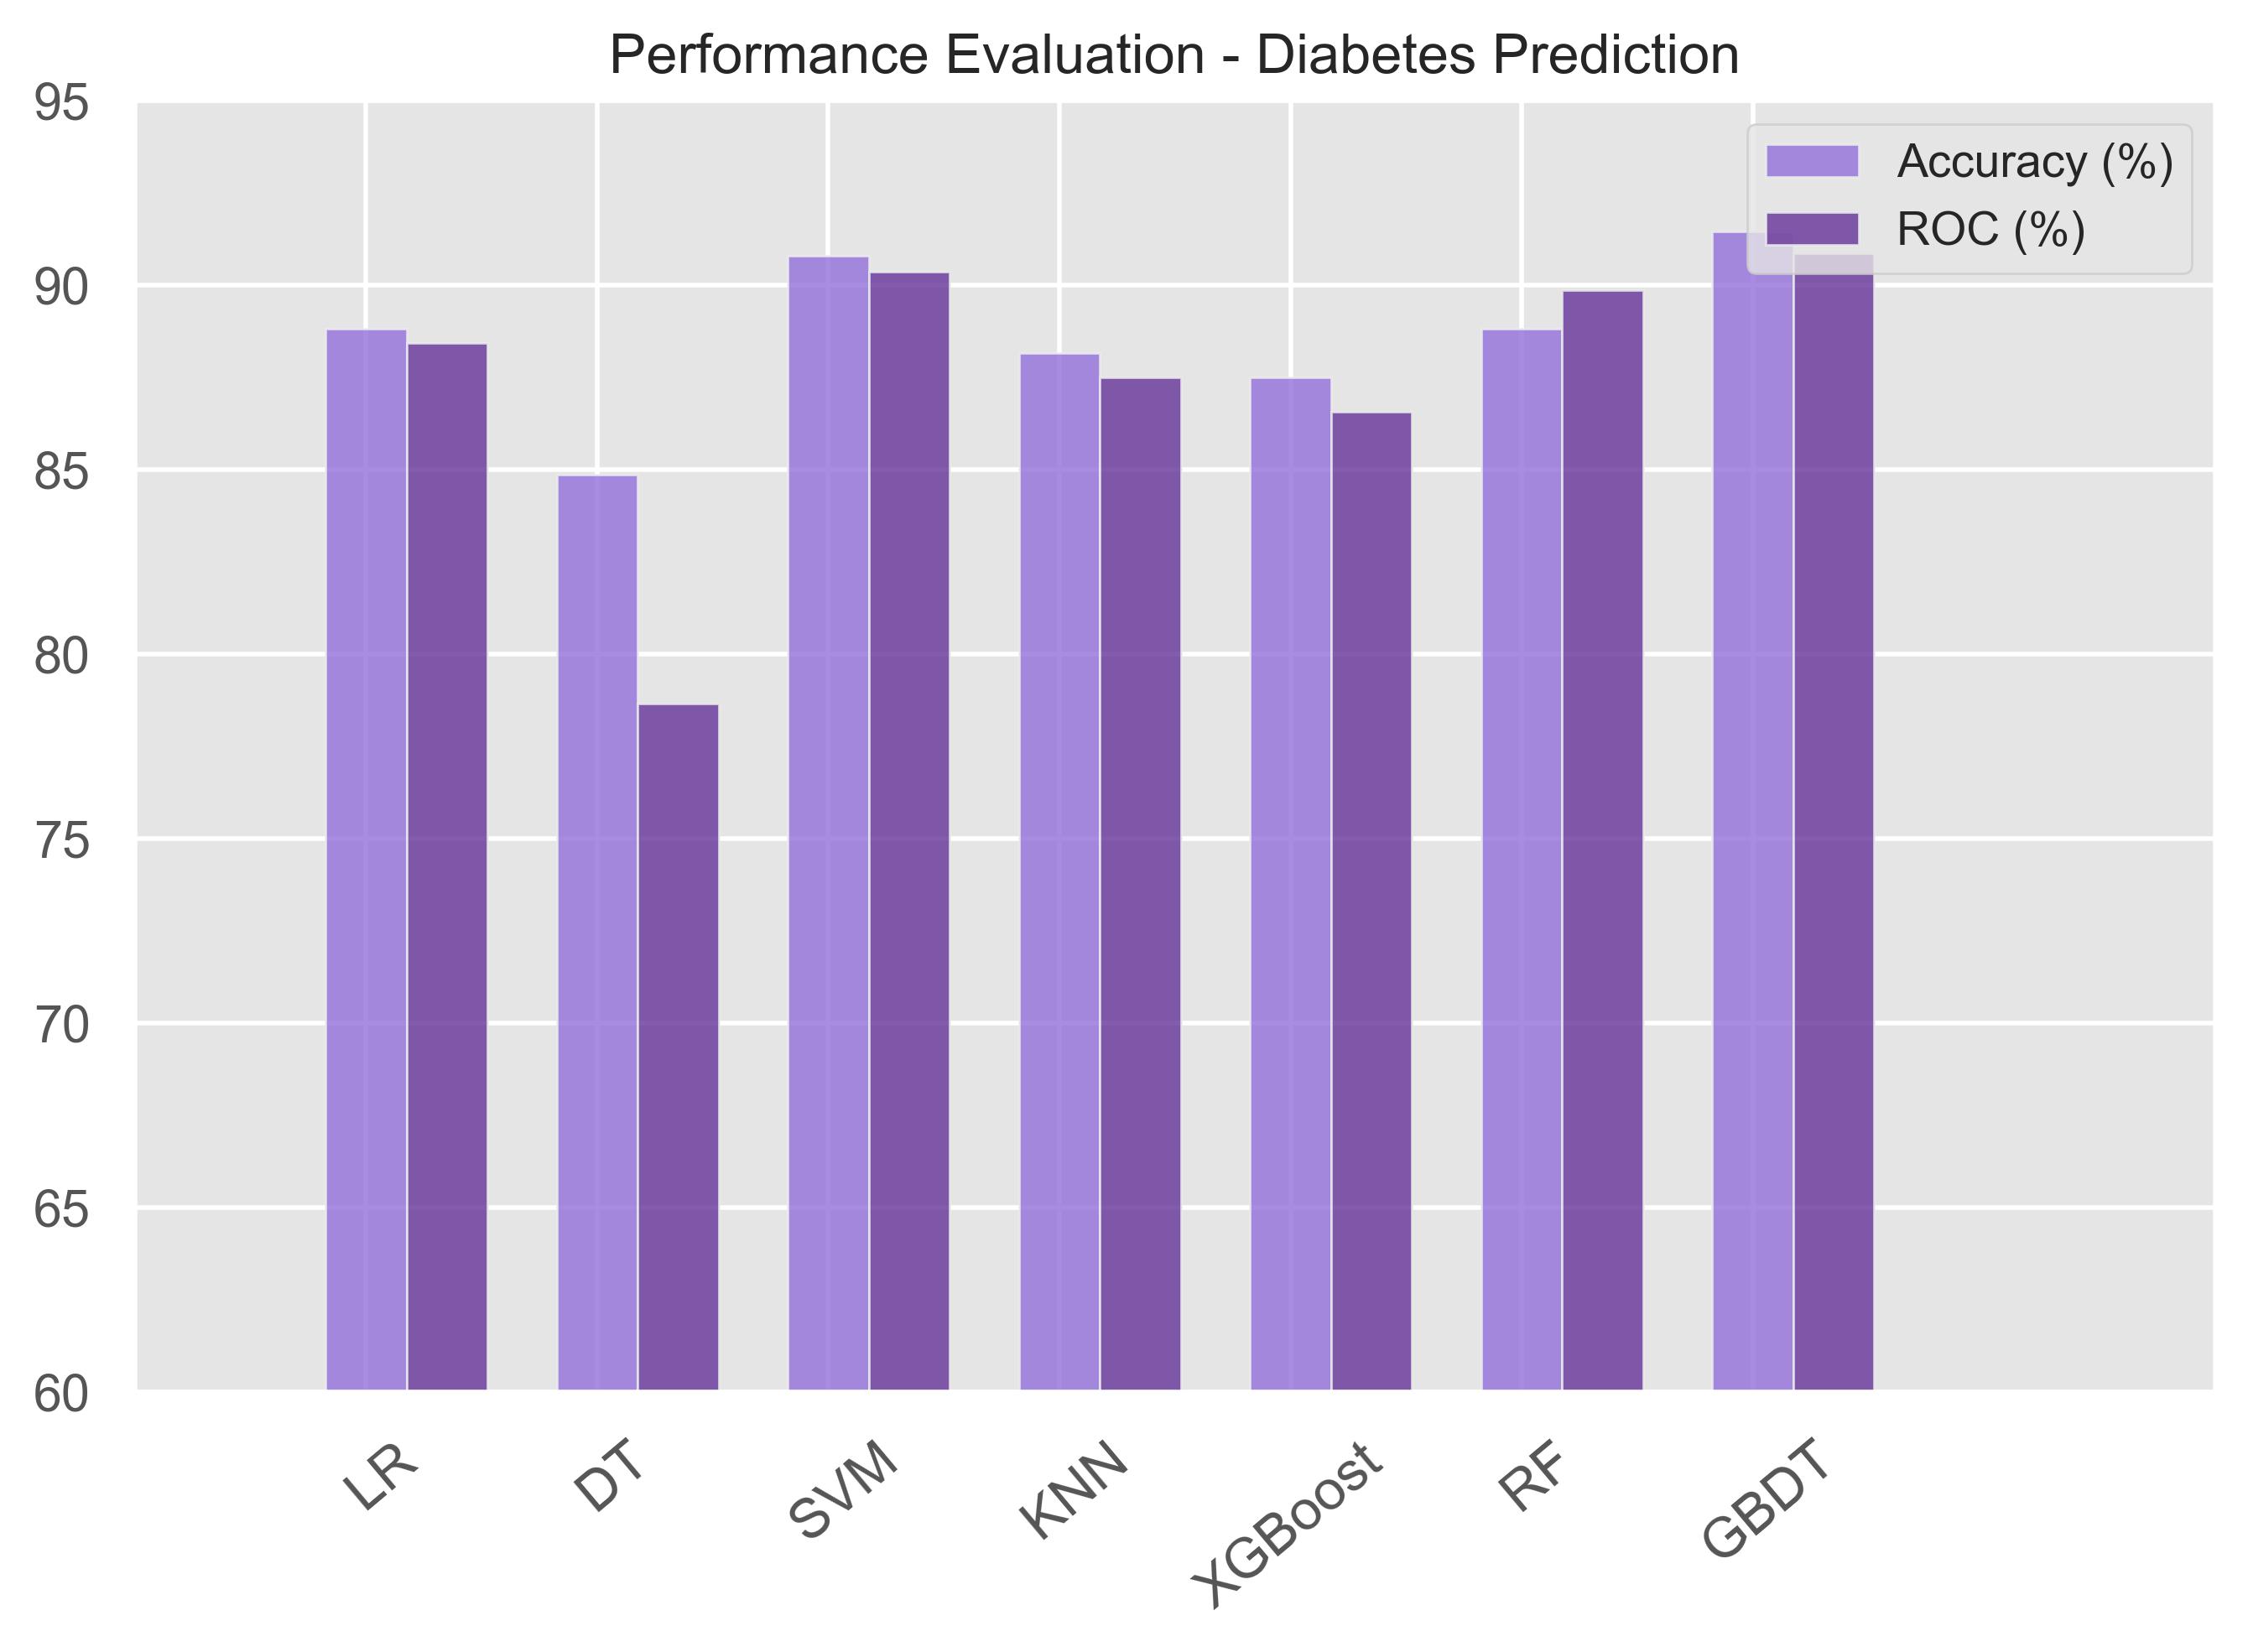 Performance Evaluation - Diabetes Prediction
95
90
85
80
75
70
65
60
Accuracy (%)
ROC (%)
LR
DT
SVM
KNN
XGBoost
RF
GBDT